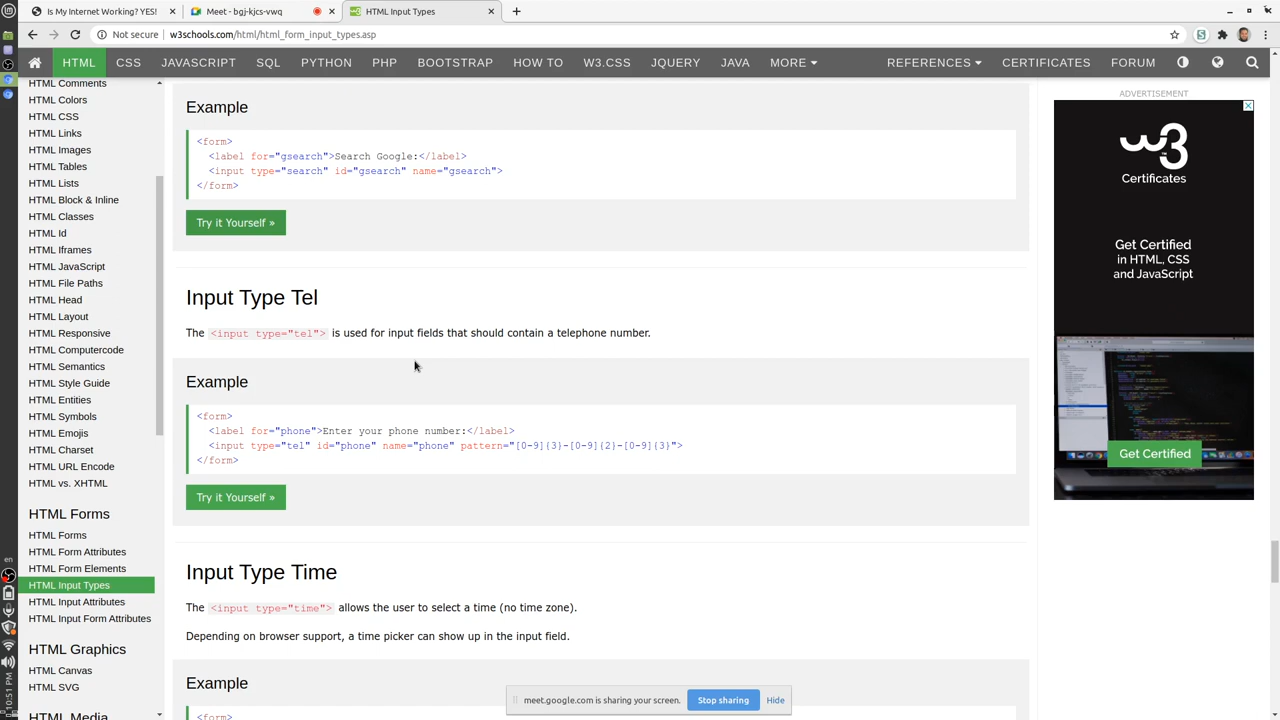 Is My Internet Working? YES!
Meet - bgj-kjcs-vwq
HTML Input Types
Not secure
w3schools.com/html/html_form_input_types.asp
HTML
CSS
JAVASCRIPT
SQL
PYTHON
PHP
BOOTSTRAP
HOW TO
W3.CSS
JQUERY
JAVA
MORE
REFERENCES
CERTIFICATES
FORUM
HTML Comments
HTML Colors
HTML CSS
HTML Links
HTML Images
HTML Tables
HTML Lists
HTML Block & Inline
HTML Classes
HTML Id
HTML Iframes
HTML JavaScript
HTML File Paths
HTML Head
HTML Layout
HTML Responsive
HTML Computercode
HTML Semantics
HTML Style Guide
HTML Entities
HTML Symbols
HTML Emojis
HTML Charset
HTML URL Encode
HTML vs. XHTML
HTML Forms
HTML Forms
HTML Form Attributes
HTML Form Elements
HTML Input Types
HTML Input Attributes
HTML Input Form Attributes
HTML Graphics
HTML Canvas
HTML SVG
HTML Media
Example
<form>
<label for="gsearch">Search Google:</label>
<input type="search" id="gsearch" name="gsearch">
</form>
Try it Yourself »
Input Type Tel
The <input type="tel"> is used for input fields that should contain a telephone number.
Example
<form>
<label for="phone">Enter your phone number:</label>
<input type="tel" id="phone" name="phone" pattern="[0-9]{3}-[0-9]{2}-[0-9]{3}">
</form>
Try it Yourself »
Input Type Time
The <input type="time"> allows the user to select a time (no time zone).
Depending on browser support, a time picker can show up in the input field.
Example
<form>
ADVERTISEMENT
w3
Certificates
Get Certified
in HTML, CSS
and JavaScript
Get Certified
meet.google.com is sharing your screen.
Stop sharing
Hide
en
10:51 PM